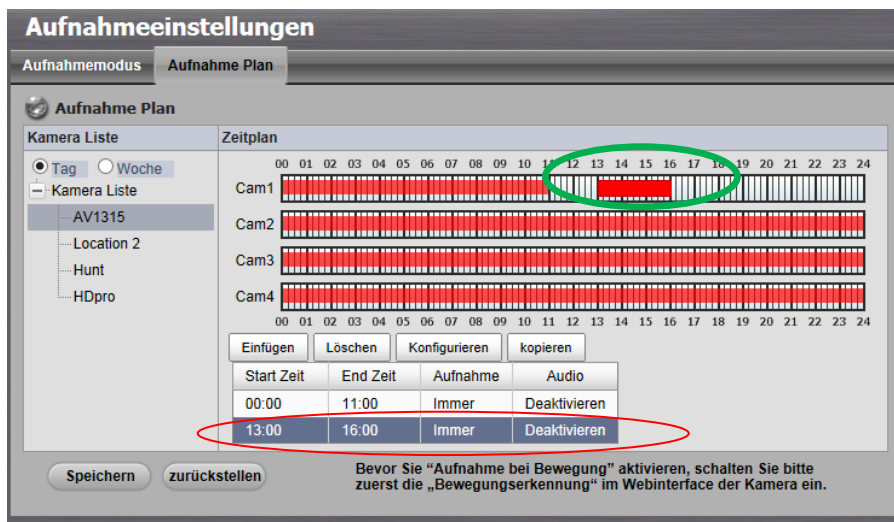 Aufnahmeeinstellungen
Aufnahmemodus Aufnahme Plan
Aufnahme Plan
Kamera Liste Zeitplan
Tag Woche
Kamera Liste
AV1315
Location 2
Hunt
HDpro
00 01 02 03 04 05 06 07 08 09 10 11 12 13 14 15 16 17 18 19 20 21 22 23 24
Cam1
Cam2
Cam3
Cam4
00 01 02 03 04 05 06 07 08 09 10 11 12 13 14 15 16 17 18 19 20 21 22 23 24
Einfügen Löschen Konfigurieren kopieren
Start Zeit End Zeit Aufnahme Audio
00:00 11:00 Immer Deaktivieren
13:00 16:00 Immer Deaktivieren
Speichern zurückstellen
Bevor Sie “Aufnahme bei Bewegung” aktivieren, schalten Sie bitte
zuerst die „Bewegungserkennung“ im Webinterface der Kamera ein.